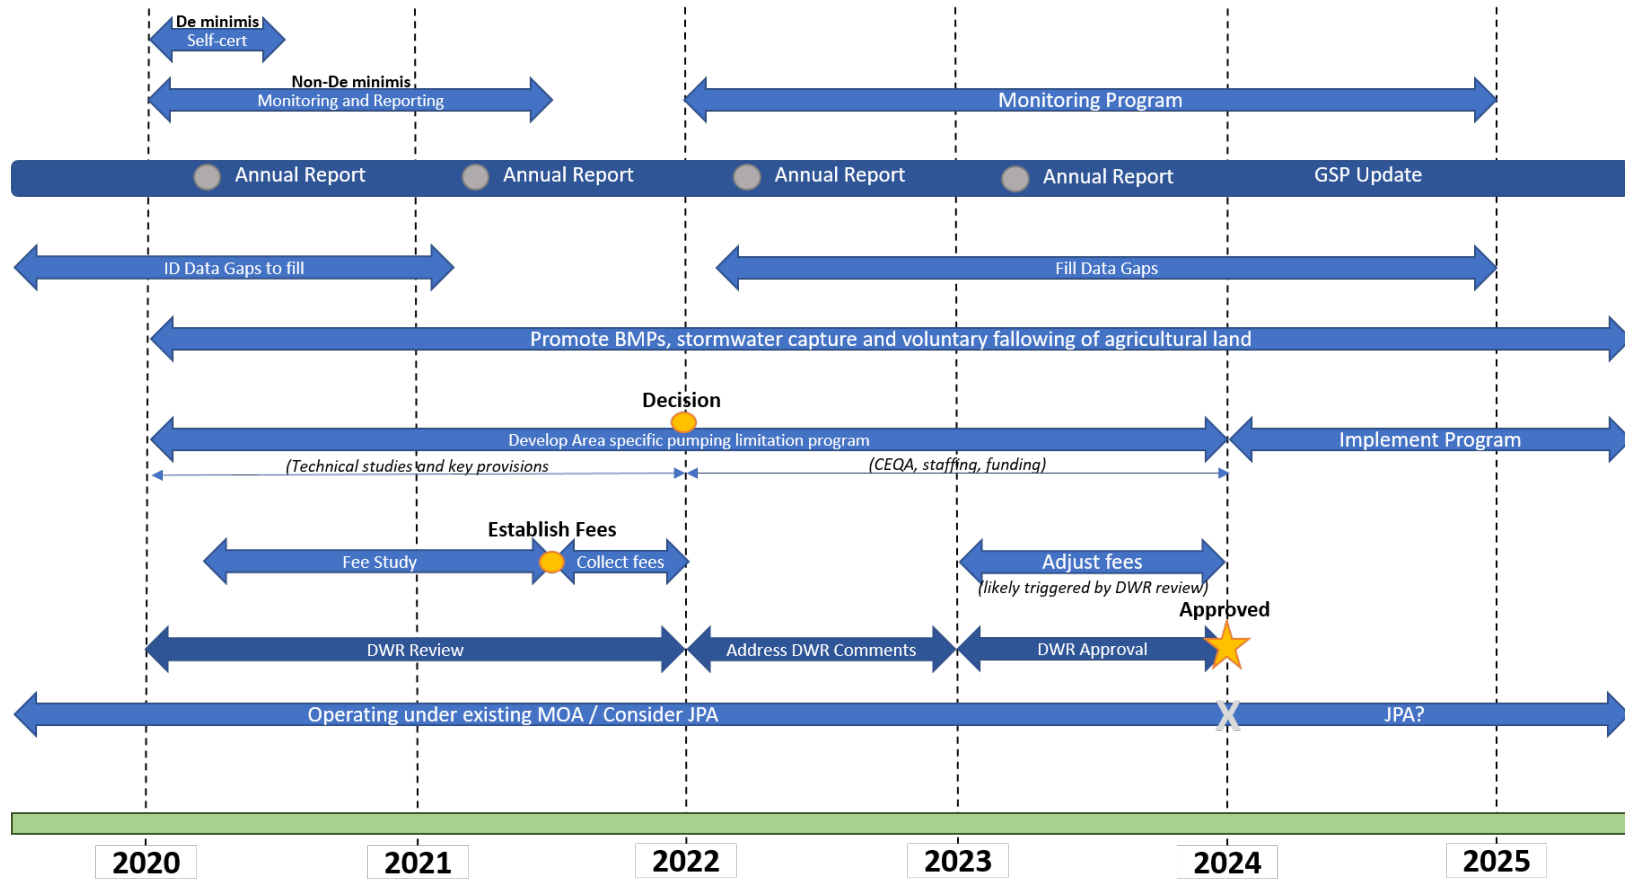 De minimis
Self-cert
Non-De minimis
Monitoring and Reporting
Monitoring Program
Annual Report
Annual Report
Annual Report
Annual Report
GSP Update
ID Data Gaps to fill
Fill Data Gaps
Promote BMPs, stormwater capture and voluntary fallowing of agricultural land
Decision
Develop Area specific pumping limitation program
Implement Program
(Technical studies and key provisions
(CEQA, staffing, funding)
Establish Fees
Fee Study
Collect fees
Adjust fees
(likely triggered by DWR review)
Approved
DWR Review
Address DWR Comments
DWR Approval
Operating under existing MOA / Consider JPA
X
JPA?
2020
2021
2022
2023
2024
2025